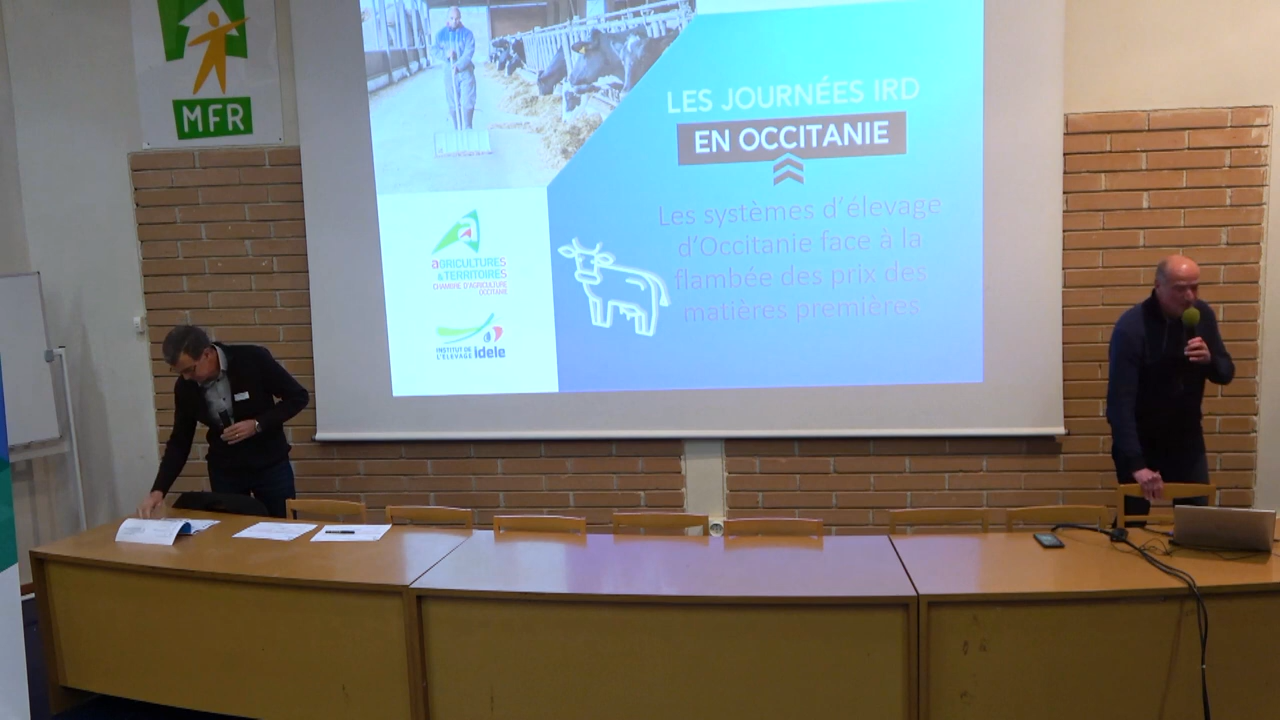 MFR
LES JOURNÉES IRD
EN OCCITANIE
Les systèmes d'élevage
d'Occitanie face à la
flambée des prix des
matières premières
aGRICULTURES
& TERRITOIRES
CHAMBRE D'AGRICULTURE
OCCITANIE
INSTITUT DE
L'ÉLEVAGE idele